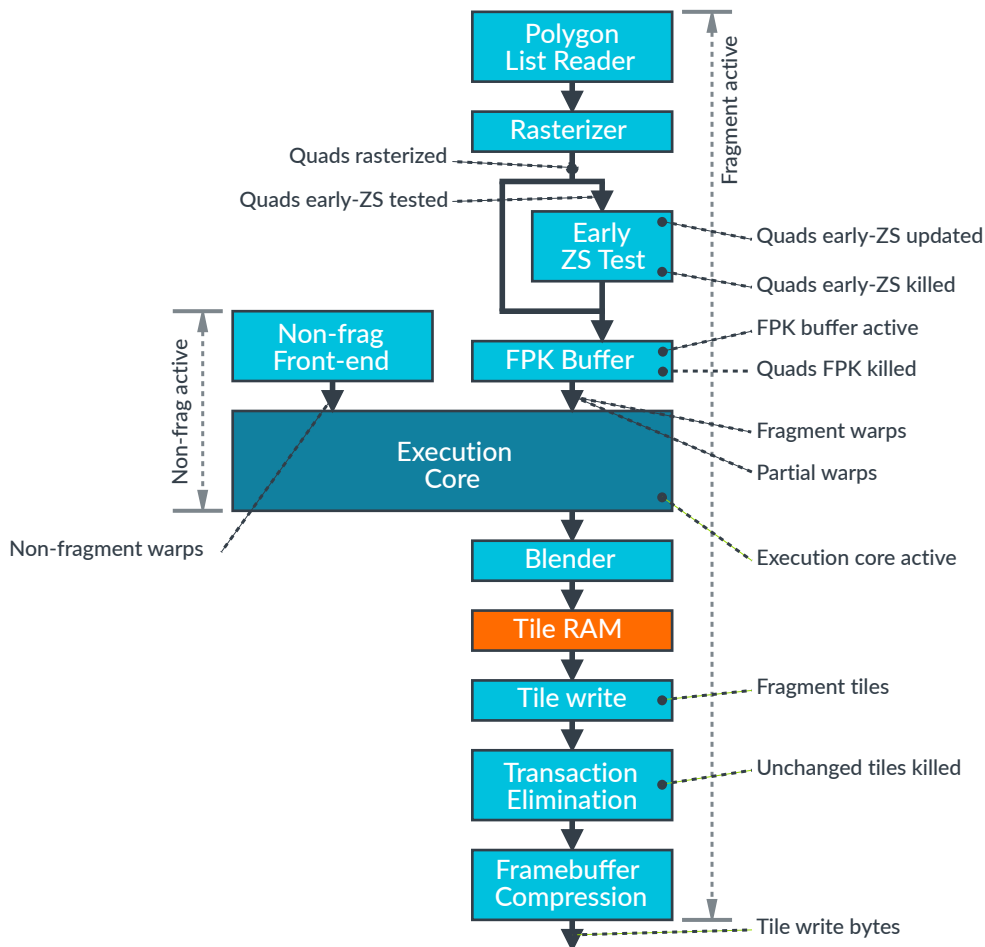 Polygon
List Reader
Fragment active
Rasterizer
Quads rasterized
Quads early-ZS tested
Early
ZS Test
Quads early-ZS updated
Quads early-ZS killed
Non-frag active
Non-frag
Front-end
FPK Buffer
FPK buffer active
Quads FPK killed
Execution
Core
Fragment warps
Partial warps
Non-fragment warps
Execution core active
Blender
Tile RAM
Tile write
Fragment tiles
Transaction
Elimination
Unchanged tiles killed
Framebuffer
Compression
Tile write bytes